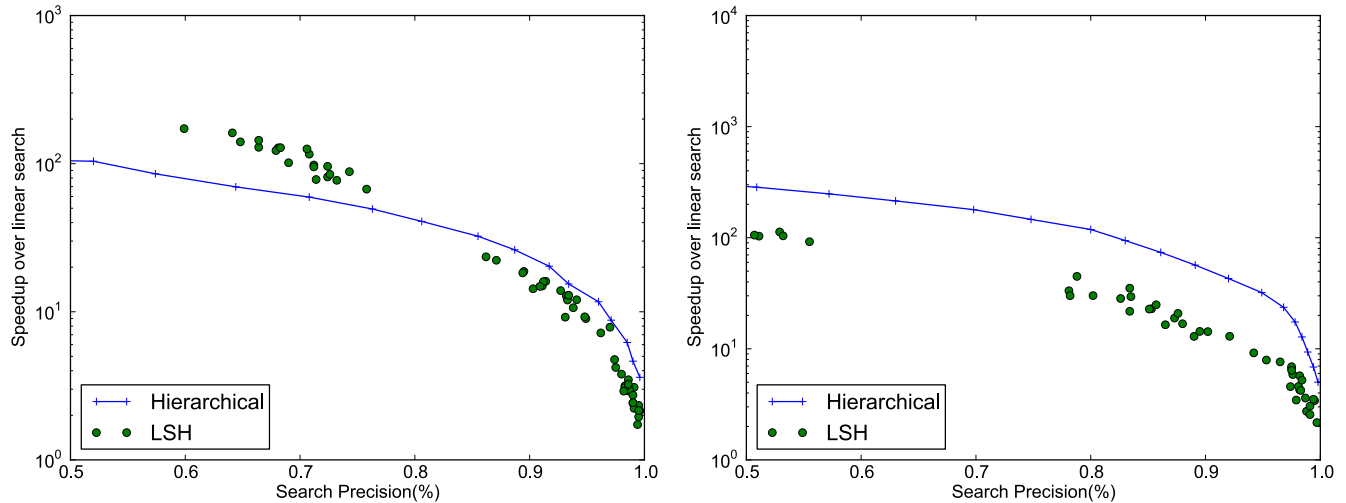 10^3
10^2
10^1
10^0
Speedup over linear search
Hierarchical
LSH
0.5 0.6 0.7 0.8 0.9 1.0
Search Precision(%)
10^4
10^3
10^2
10^1
10^0
Speedup over linear search
Hierarchical
LSH
0.5 0.6 0.7 0.8 0.9 1.0
Search Precision(%)